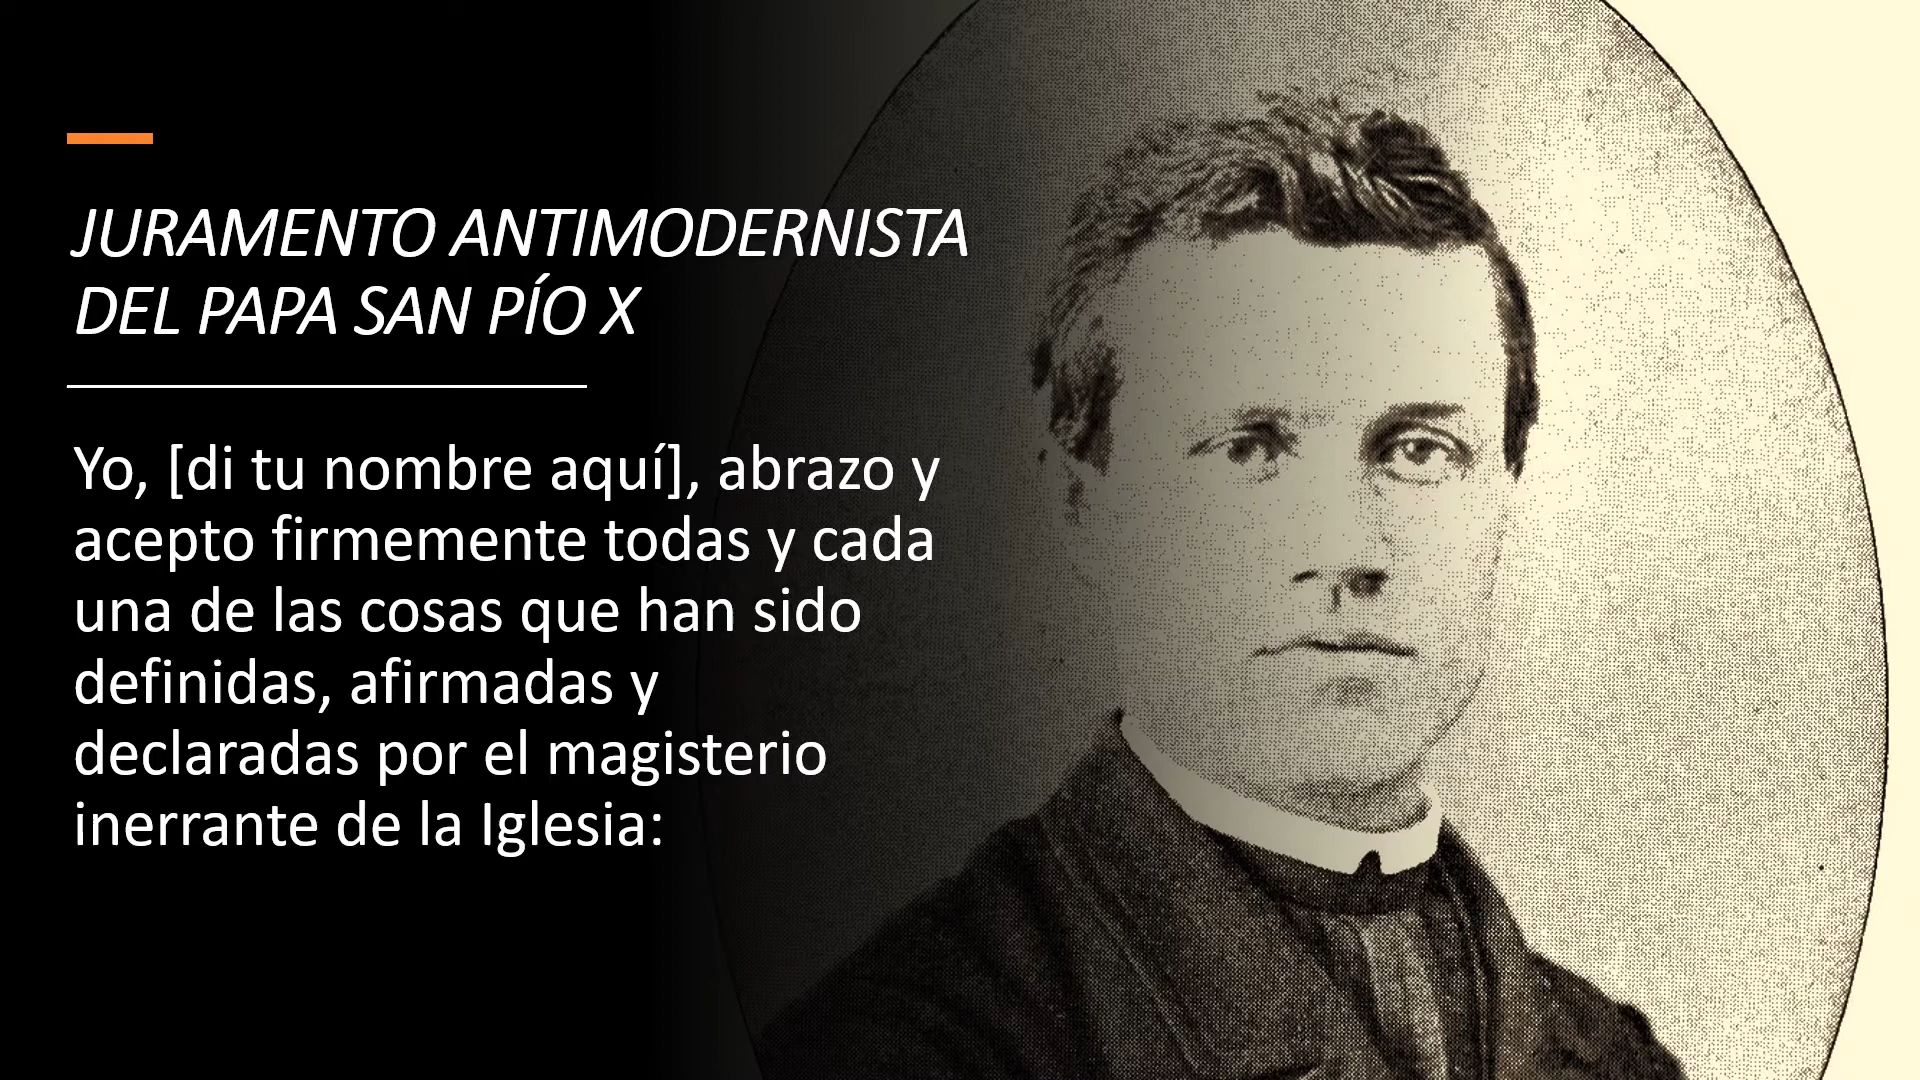 JURAMENTO ANTIMODERNISTA
DEL PAPA SAN PÍO X
Yo, [di tu nombre aquí], abrazo y
acepto firmemente todas y cada
una de las cosas que han sido
definidas, afirmadas y
declaradas por el magisterio
inerrante de la Iglesia: